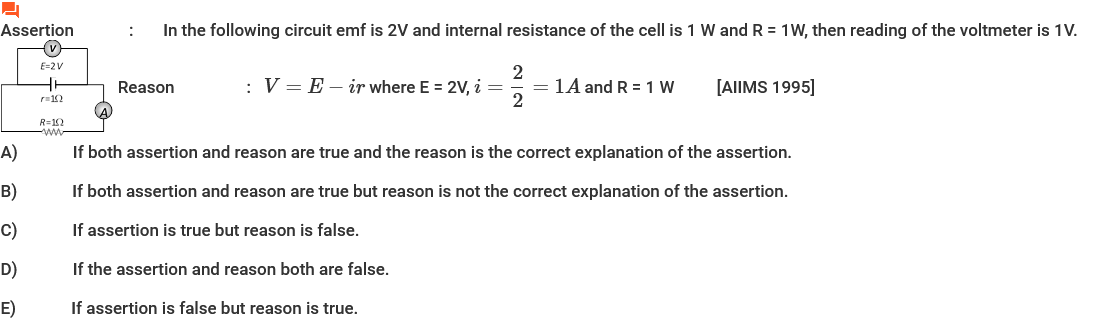 Assertion : In the following circuit emf is 2V and internal resistance of the cell is 1 W and R = 1W, then reading of the voltmeter is 1V.
V
E=2V
r=1Ω
A
R=1Ω
Reason : V = E − ir where E = 2V, i = 2/2 = 1A and R = 1 W [AIIMS 1995]
A) If both assertion and reason are true and the reason is the correct explanation of the assertion.
B) If both assertion and reason are true but reason is not the correct explanation of the assertion.
C) If assertion is true but reason is false.
D) If the assertion and reason both are false.
E) If assertion is false but reason is true.